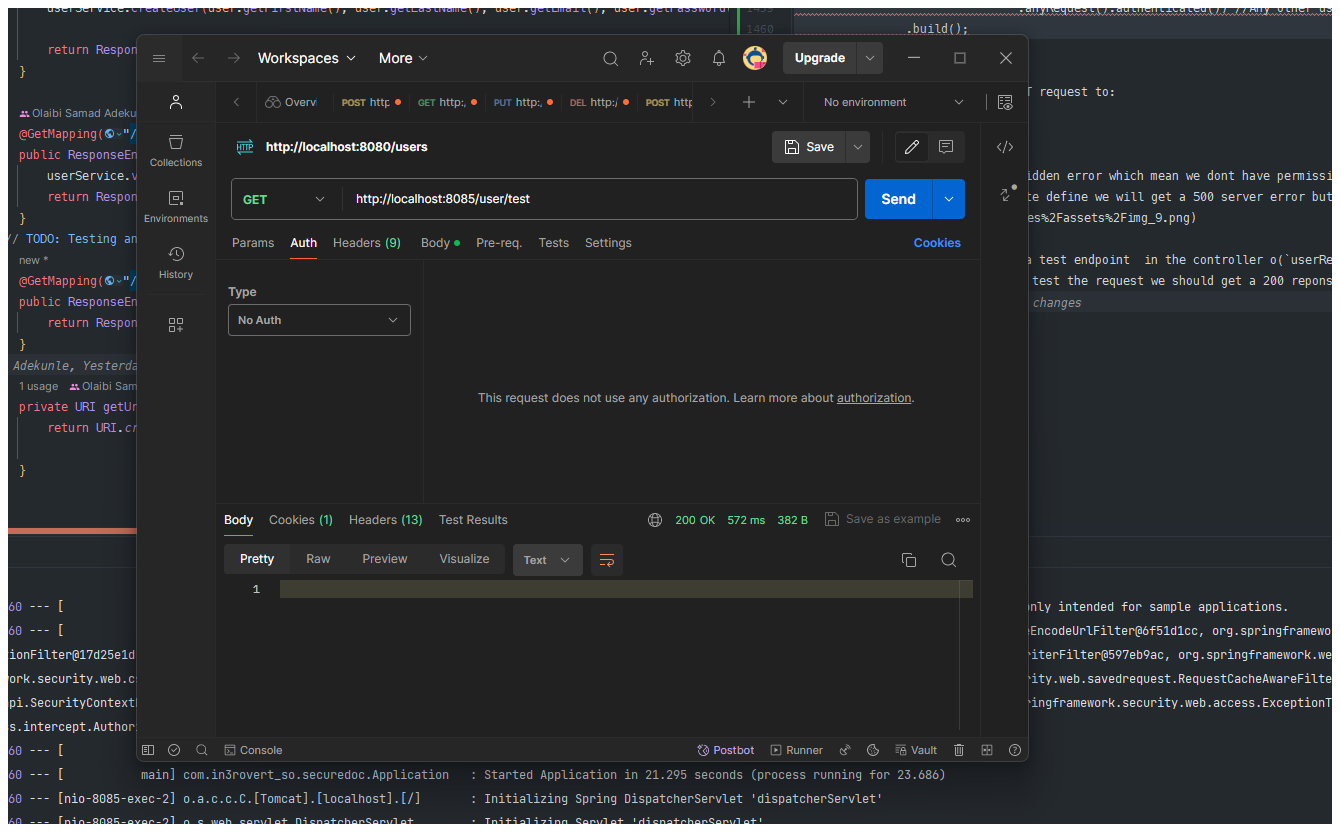 userService.createUser(user.getFirstName(), user.getLastName(), user.getEmail(), user.getPassword
1459 .anyRequest().authenticated()) //Any other us
1460 .build();
return Respon
}
Olaibi Samad Adeku
@GetMapping("/
public ResponseEn
userService.v
return Respon
}
// TODO: Testing an
new *
@GetMapping("/
public ResponseEn
return Respon
}
Adekunle, Yesterda
1 usage Olaibi Sam
private URI getUr
return URI.cr
}
Workspaces More Upgrade
Overvi POST http GET http:, PUT http:, DEL http:/ POST http No environment
T request to:
http://localhost:8080/users Save
HTTP
Collections
Environments
History
GET http://localhost:8085/user/test Send
Params Auth Headers (9) Body Pre-req. Tests Settings Cookies
idden error which mean we dont have permissi
te define we will get a 500 server error but
es%2Fassets%2Fimg_9.png)
a test endpoint in the controller o(`userRe
test the request we should get a 200 repons
changes
Type
No Auth
This request does not use any authorization. Learn more about authorization.
Body Cookies (1) Headers (13) Test Results 200 OK 572 ms 382 B Save as example
Pretty Raw Preview Visualize Text
1
Console Postbot Runner Vault
60 --- [ only intended for sample applications.
60 --- [ eEncodeUrlFilter@6f51d1cc, org.springframewo
ionFilter@17d25e1d riterFilter@597eb9ac, org.springframework.we
ork.security.web.cs ity.web.savedrequest.RequestCacheAwareFilte
pi.SecurityContextH ingframework.security.web.access.ExceptionT
s.intercept.Author
60 --- [
60 --- [ main] com.in3rovert_so.securedoc.Application : Started Application in 21.295 seconds (process running for 23.686)
60 --- [nio-8085-exec-2] o.a.c.c.C.[Tomcat].[localhost].[/] : Initializing Spring DispatcherServlet 'dispatcherServlet'
60 --- [nio-8085-exec-2] o.s.web.servlet.DispatcherServlet : Initializing Servlet 'dispatcherServlet'